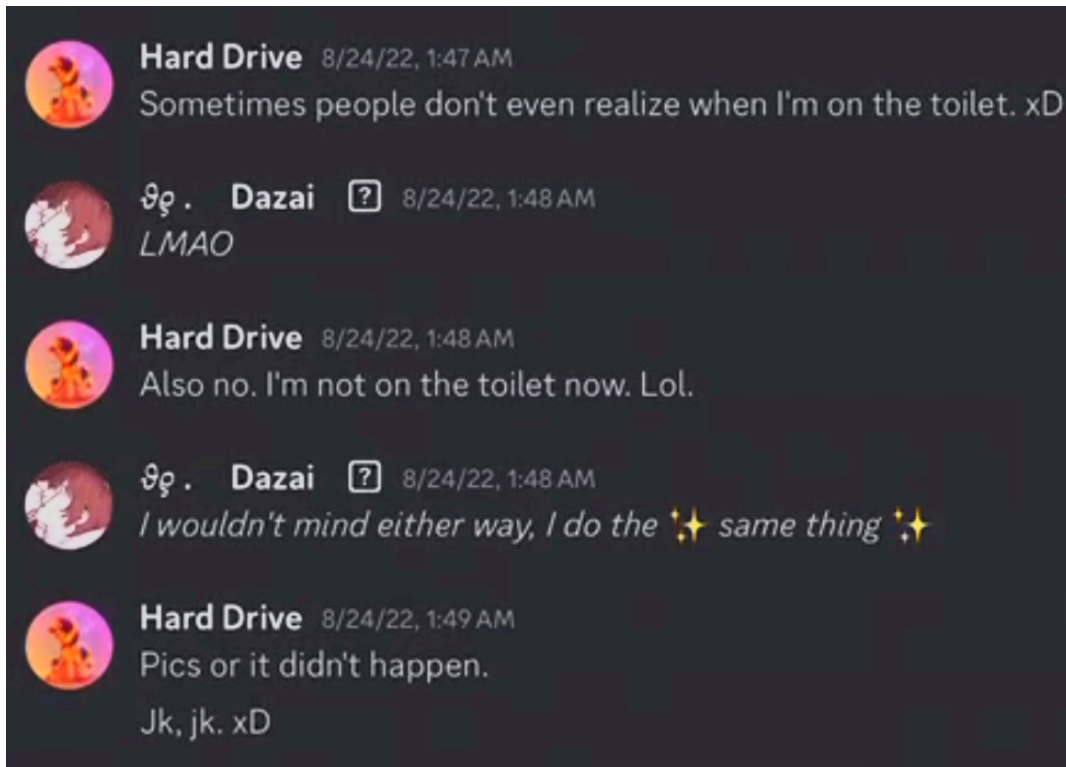 Hard Drive 8/24/22, 1:47 AM
Sometimes people don't even realize when I'm on the toilet. xD
୨୧ . Dazai ? 8/24/22, 1:48 AM
LMAO
Hard Drive 8/24/22, 1:48 AM
Also no. I'm not on the toilet now. Lol.
୨୧ . Dazai ? 8/24/22, 1:48 AM
I wouldn't mind either way, I do the ✨ same thing ✨
Hard Drive 8/24/22, 1:49 AM
Pics or it didn't happen.
Jk, jk. xD